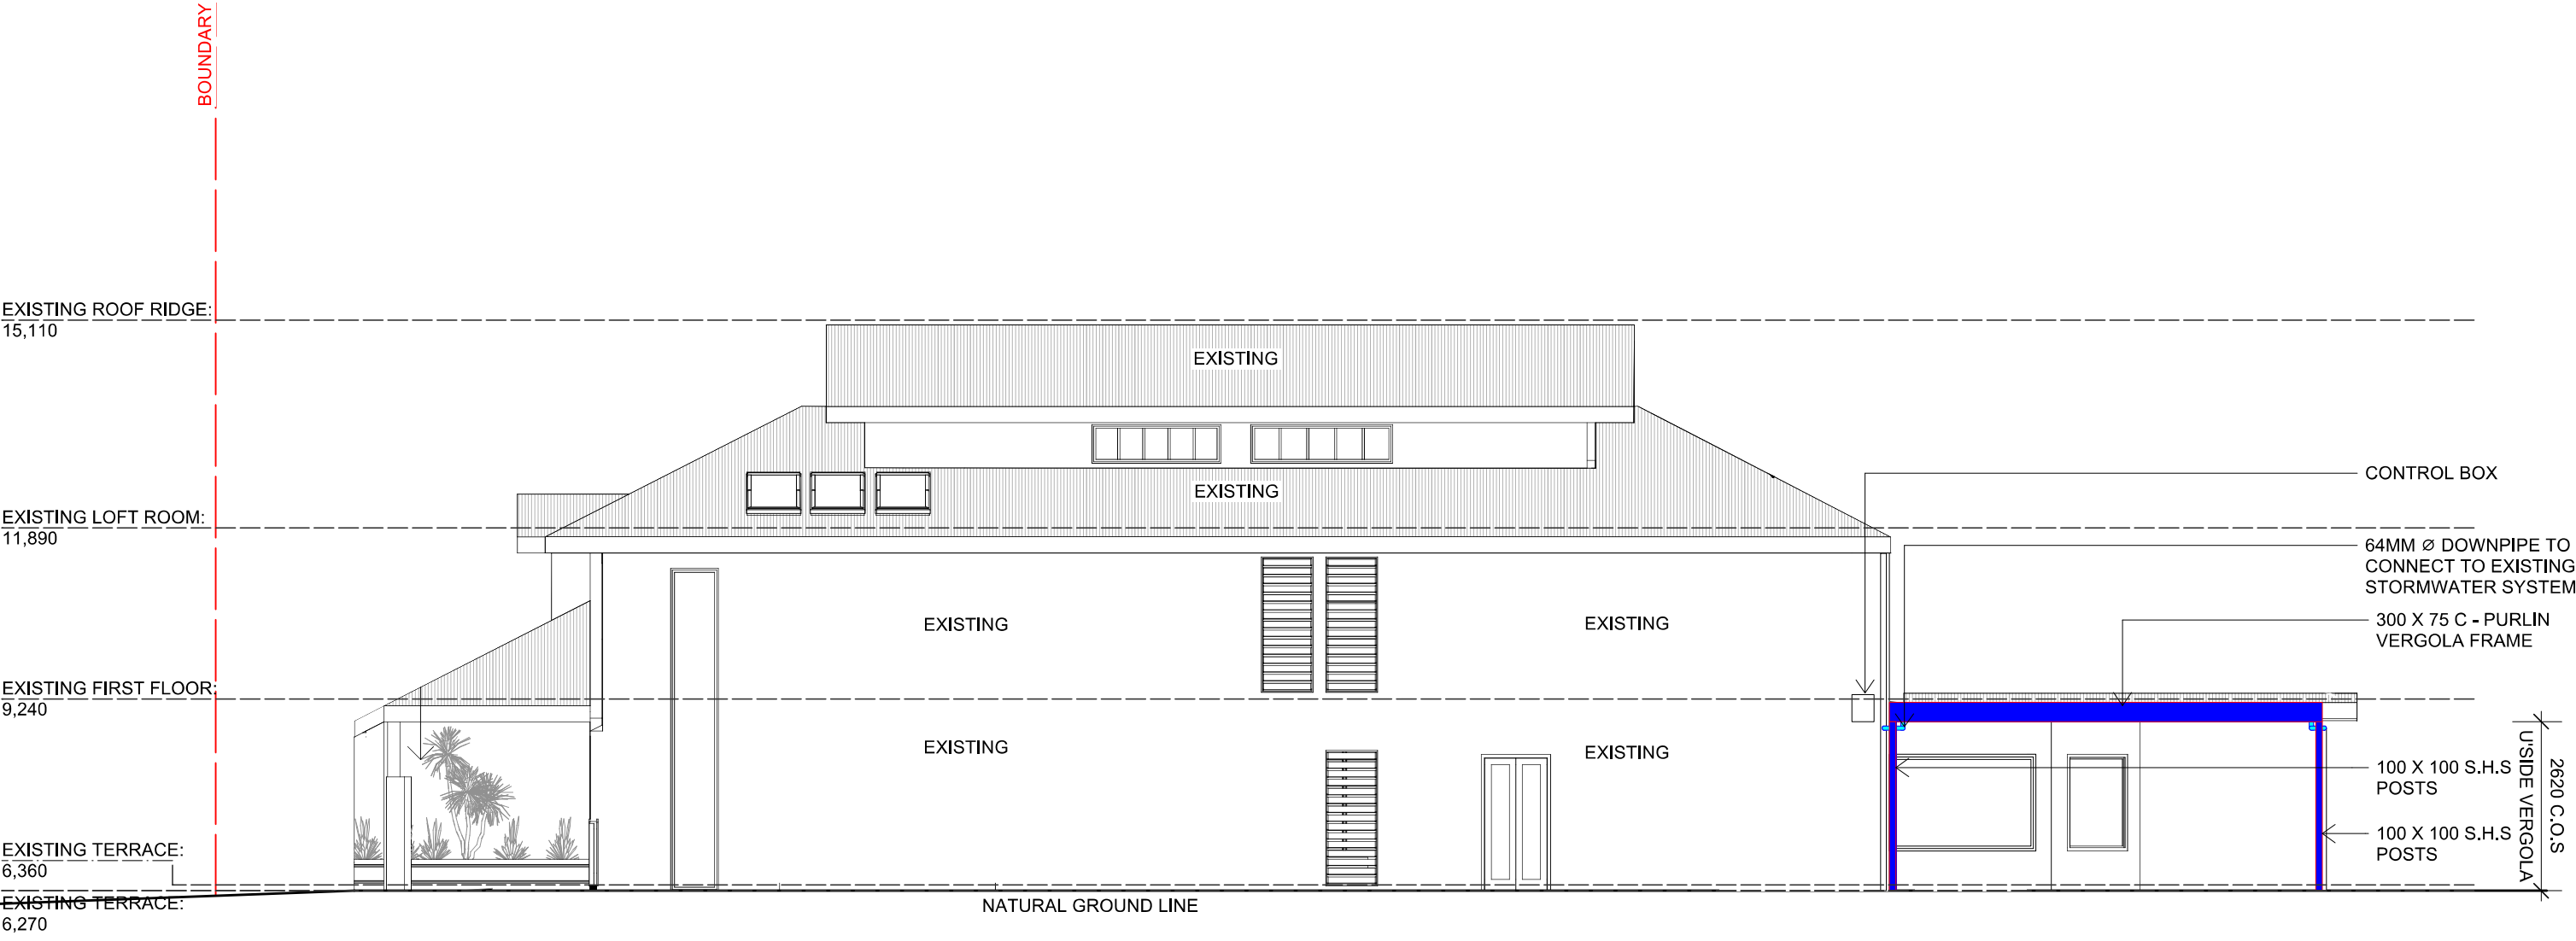 BOUNDARY
EXISTING ROOF RIDGE:
15,110
EXISTING
EXISTING
CONTROL BOX
EXISTING LOFT ROOM:
11,890
64MM Ø DOWNPIPE TO
CONNECT TO EXISTING
STORMWATER SYSTEM
EXISTING
EXISTING
300 X 75 C - PURLIN
VERGOLA FRAME
EXISTING FIRST FLOOR:
9,240
EXISTING
EXISTING
100 X 100 S.H.S
POSTS
100 X 100 S.H.S
POSTS
2620 C.O.S
U'SIDE VERGOLA
EXISTING TERRACE:
6,360
EXISTING TERRACE:
6,270
NATURAL GROUND LINE